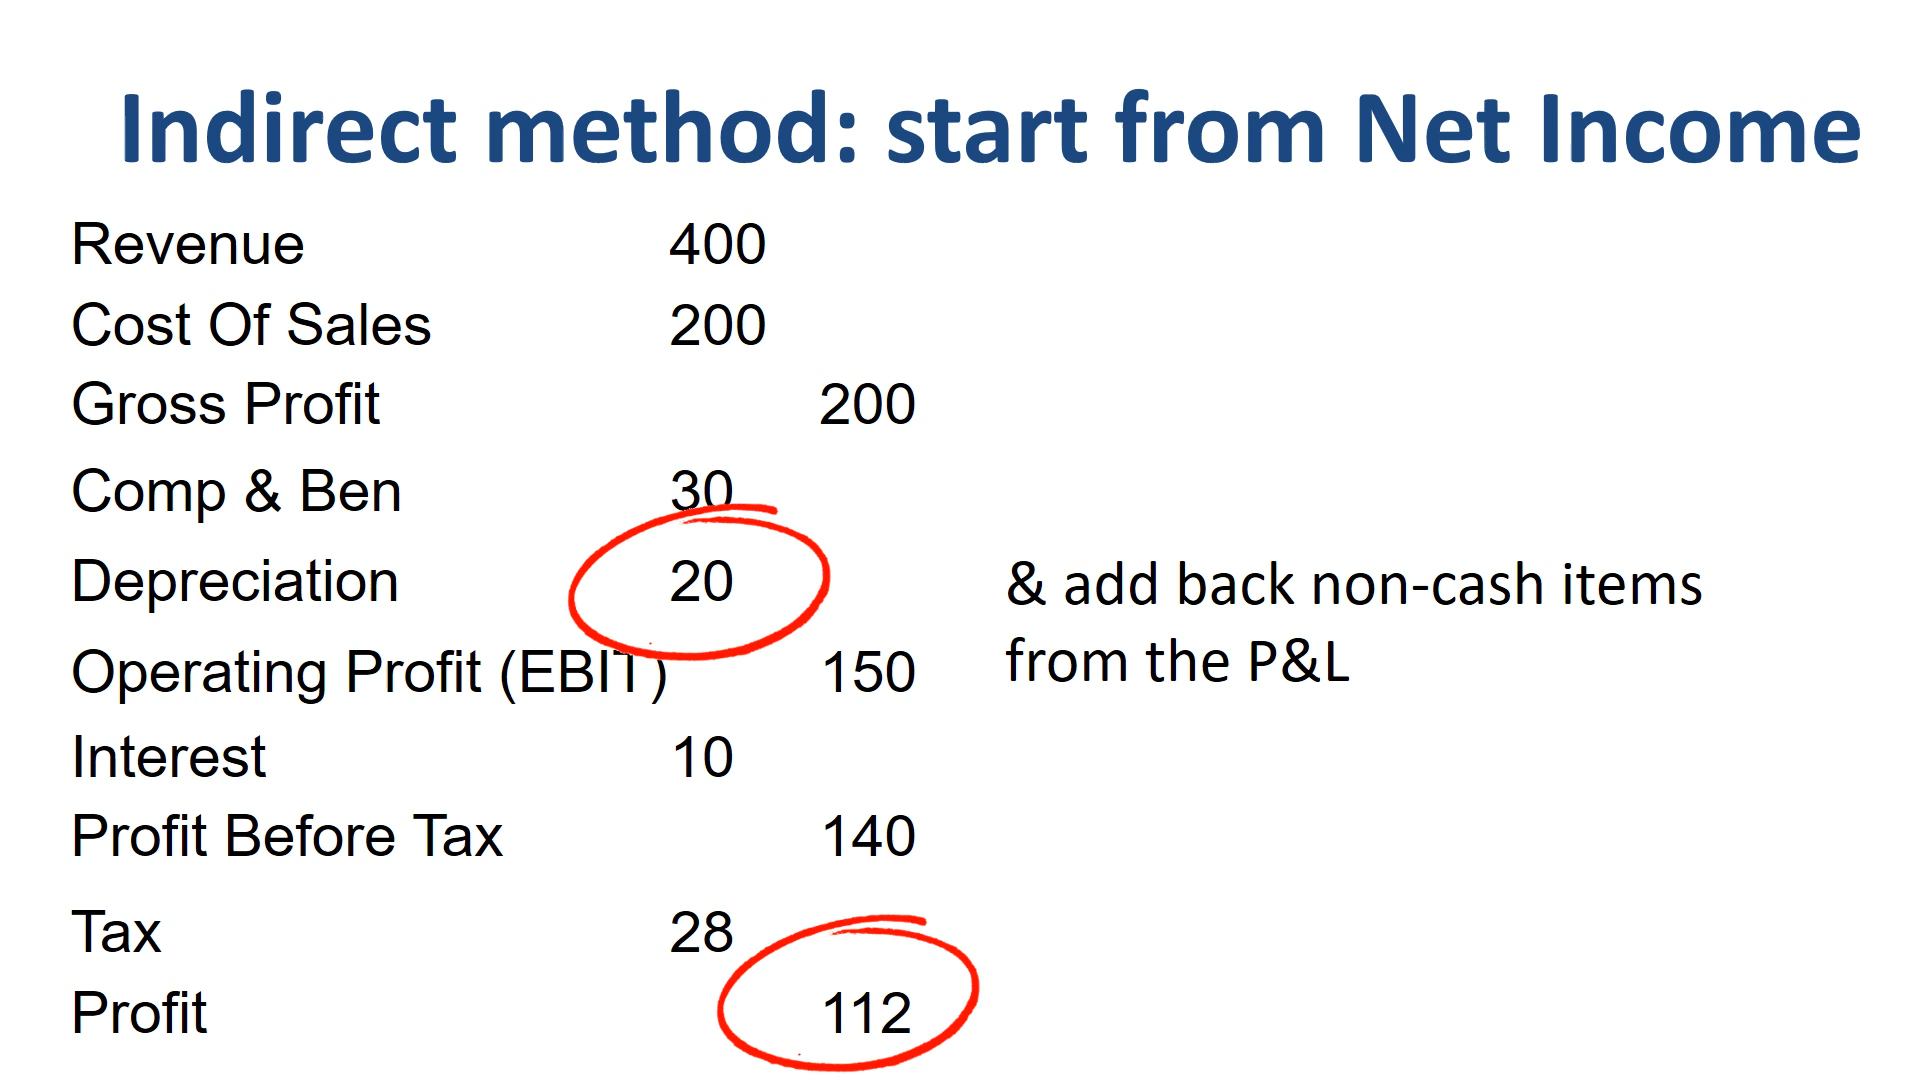 Indirect method: start from Net Income
Revenue 400
Cost Of Sales 200
Gross Profit 200
Comp & Ben 30
Depreciation 20
& add back non-cash items
from the P&L
Operating Profit (EBIT) 150
Interest 10
Profit Before Tax 140
Tax 28
Profit 112